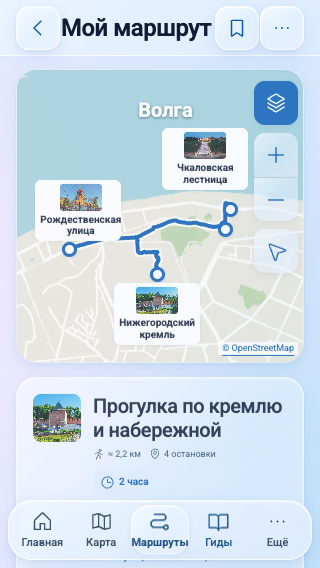 Мой маршрут
Волга
Чкаловская
лестница
Рождественская
улица
Нижегородский
кремль
© OpenStreetMap
Прогулка по кремлю
и набережной
≈ 2,2 км
4 остановки
2 часа
Главная
Карта
Маршруты
Гиды
Ещё